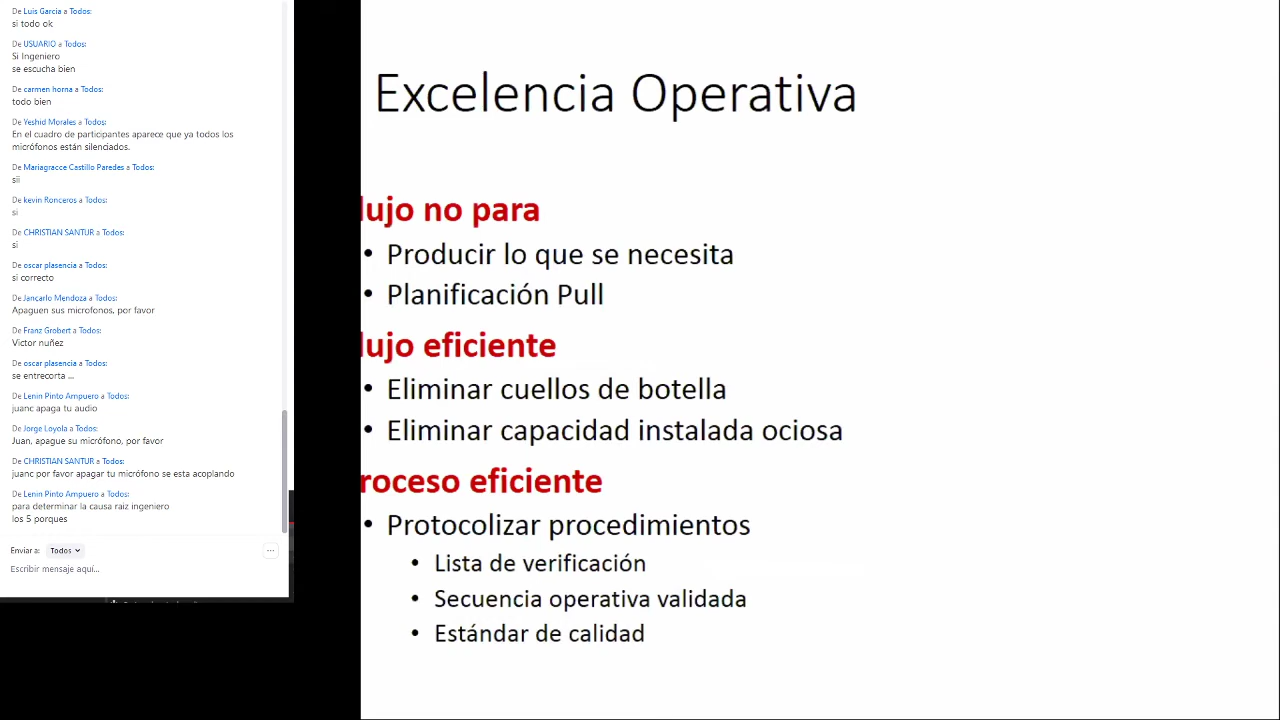 De Luis Garcia a Todos:
si todo ok
De USUARIO a Todos:
Si Ingeniero
se escucha bien
De carmen horna a Todos:
todo bien
De Yeshid Morales a Todos:
En el cuadro de participantes aparece que ya todos los
micrófonos están silenciados.
De Mariagracce Castillo Paredes a Todos:
sii
De kevin Ronceros a Todos:
si
De CHRISTIAN SANTUR a Todos:
si
De oscar plasencia a Todos:
si correcto
De Jancarlo Mendoza a Todos:
Apaguen sus microfonos, por favor
De Franz Grobert a Todos:
Victor nuñez
De oscar plasencia a Todos:
se entrecorta ...
De Lenin Pinto Ampuero a Todos:
juanc apaga tu audio
De Jorge Loyola a Todos:
Juan, apague su micrófono, por favor
De CHRISTIAN SANTUR a Todos:
juanc por favor apagar tu micrófono se esta acoplando
De Lenin Pinto Ampuero a Todos:
para determinar la causa raiz ingeniero
los 5 porques
Enviar a: Todos
Escribir mensaje aquí...
Excelencia Operativa
lujo no para
• Producir lo que se necesita
• Planificación Pull
lujo eficiente
• Eliminar cuellos de botella
• Eliminar capacidad instalada ociosa
roceso eficiente
• Protocolizar procedimientos
• Lista de verificación
• Secuencia operativa validada
• Estándar de calidad